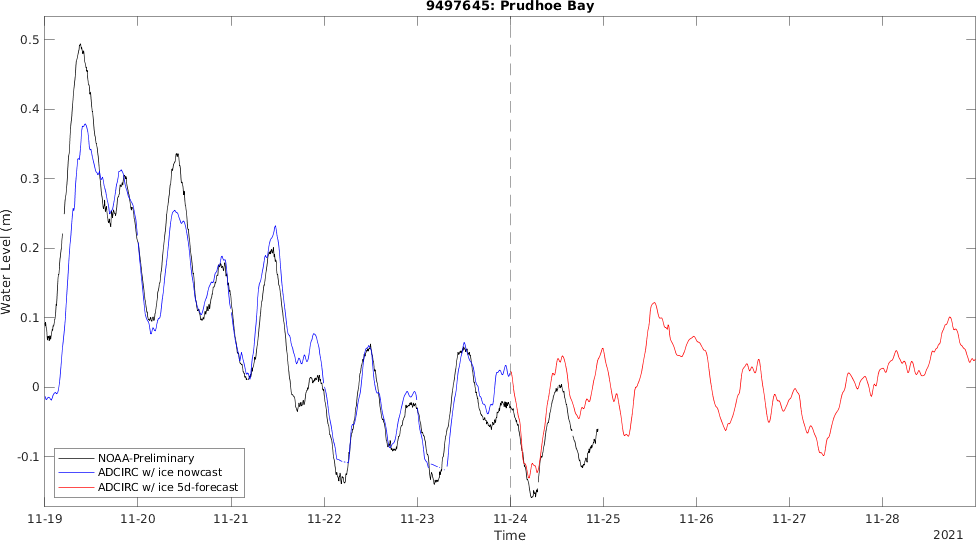 9497645: Prudhoe Bay
Water Level (m)
0.5
0.4
0.3
0.2
0.1
0
-0.1
NOAA-Preliminary
ADCIRC w/ ice nowcast
ADCIRC w/ ice 5d-forecast
11-19 11-20 11-21 11-22 11-23 11-24 11-25 11-26 11-27 11-28
Time
2021